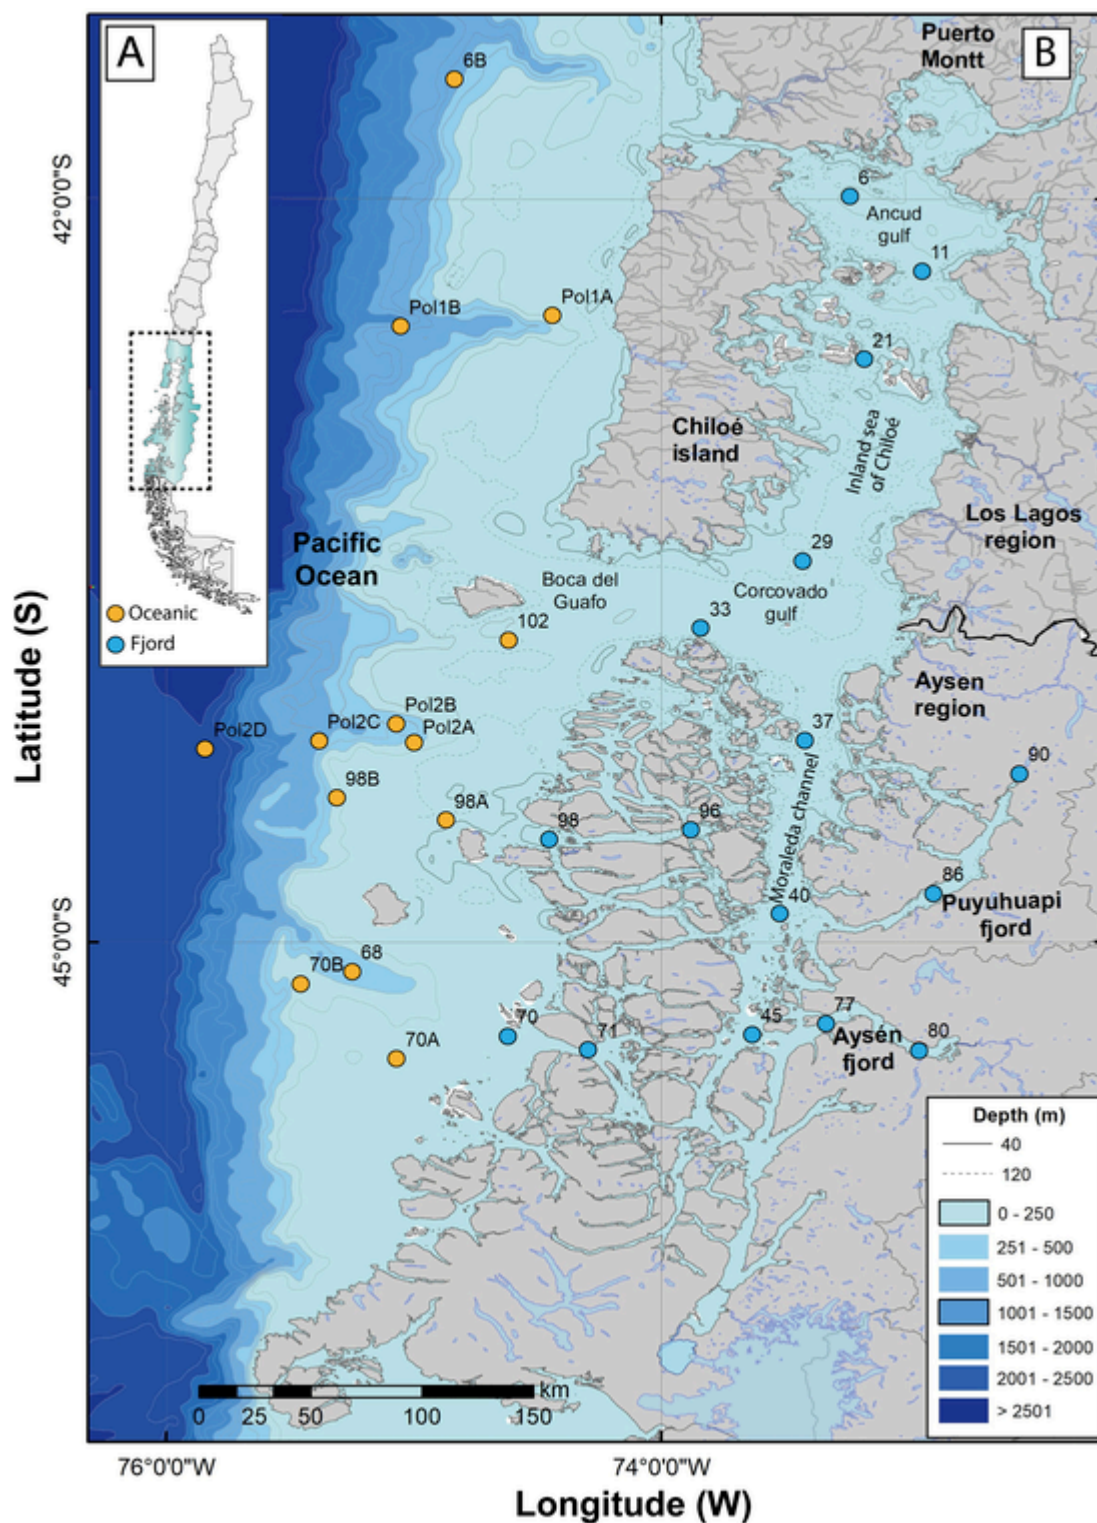 A
B
Puerto
Montt
6B
42°0'0"S
6
Ancud
gulf
11
Pol1A
Pol1B
21
Chiloé
island
Inland sea
of Chiloé
Los Lagos
region
Pacific
Ocean
29
Boca del
Guafo
Corcovado
gulf
Oceanic
Fjord
102
33
Aysen
region
Latitude (S)
Pol2B
Pol2C
Pol2A
Pol2D
37
90
98B
98A
98
96
Moraleda channel
86
40
Puyuhuapi
fjord
45°0'0"S
68
70B
70
77
45
Aysén
fjord
80
71
70A
Depth (m)
40
120
0 - 250
251 - 500
501 - 1000
1001 - 1500
1501 - 2000
2001 - 2500
> 2501
km
0 25 50 100 150
76°0'0"W
74°0'0"W
Longitude (W)